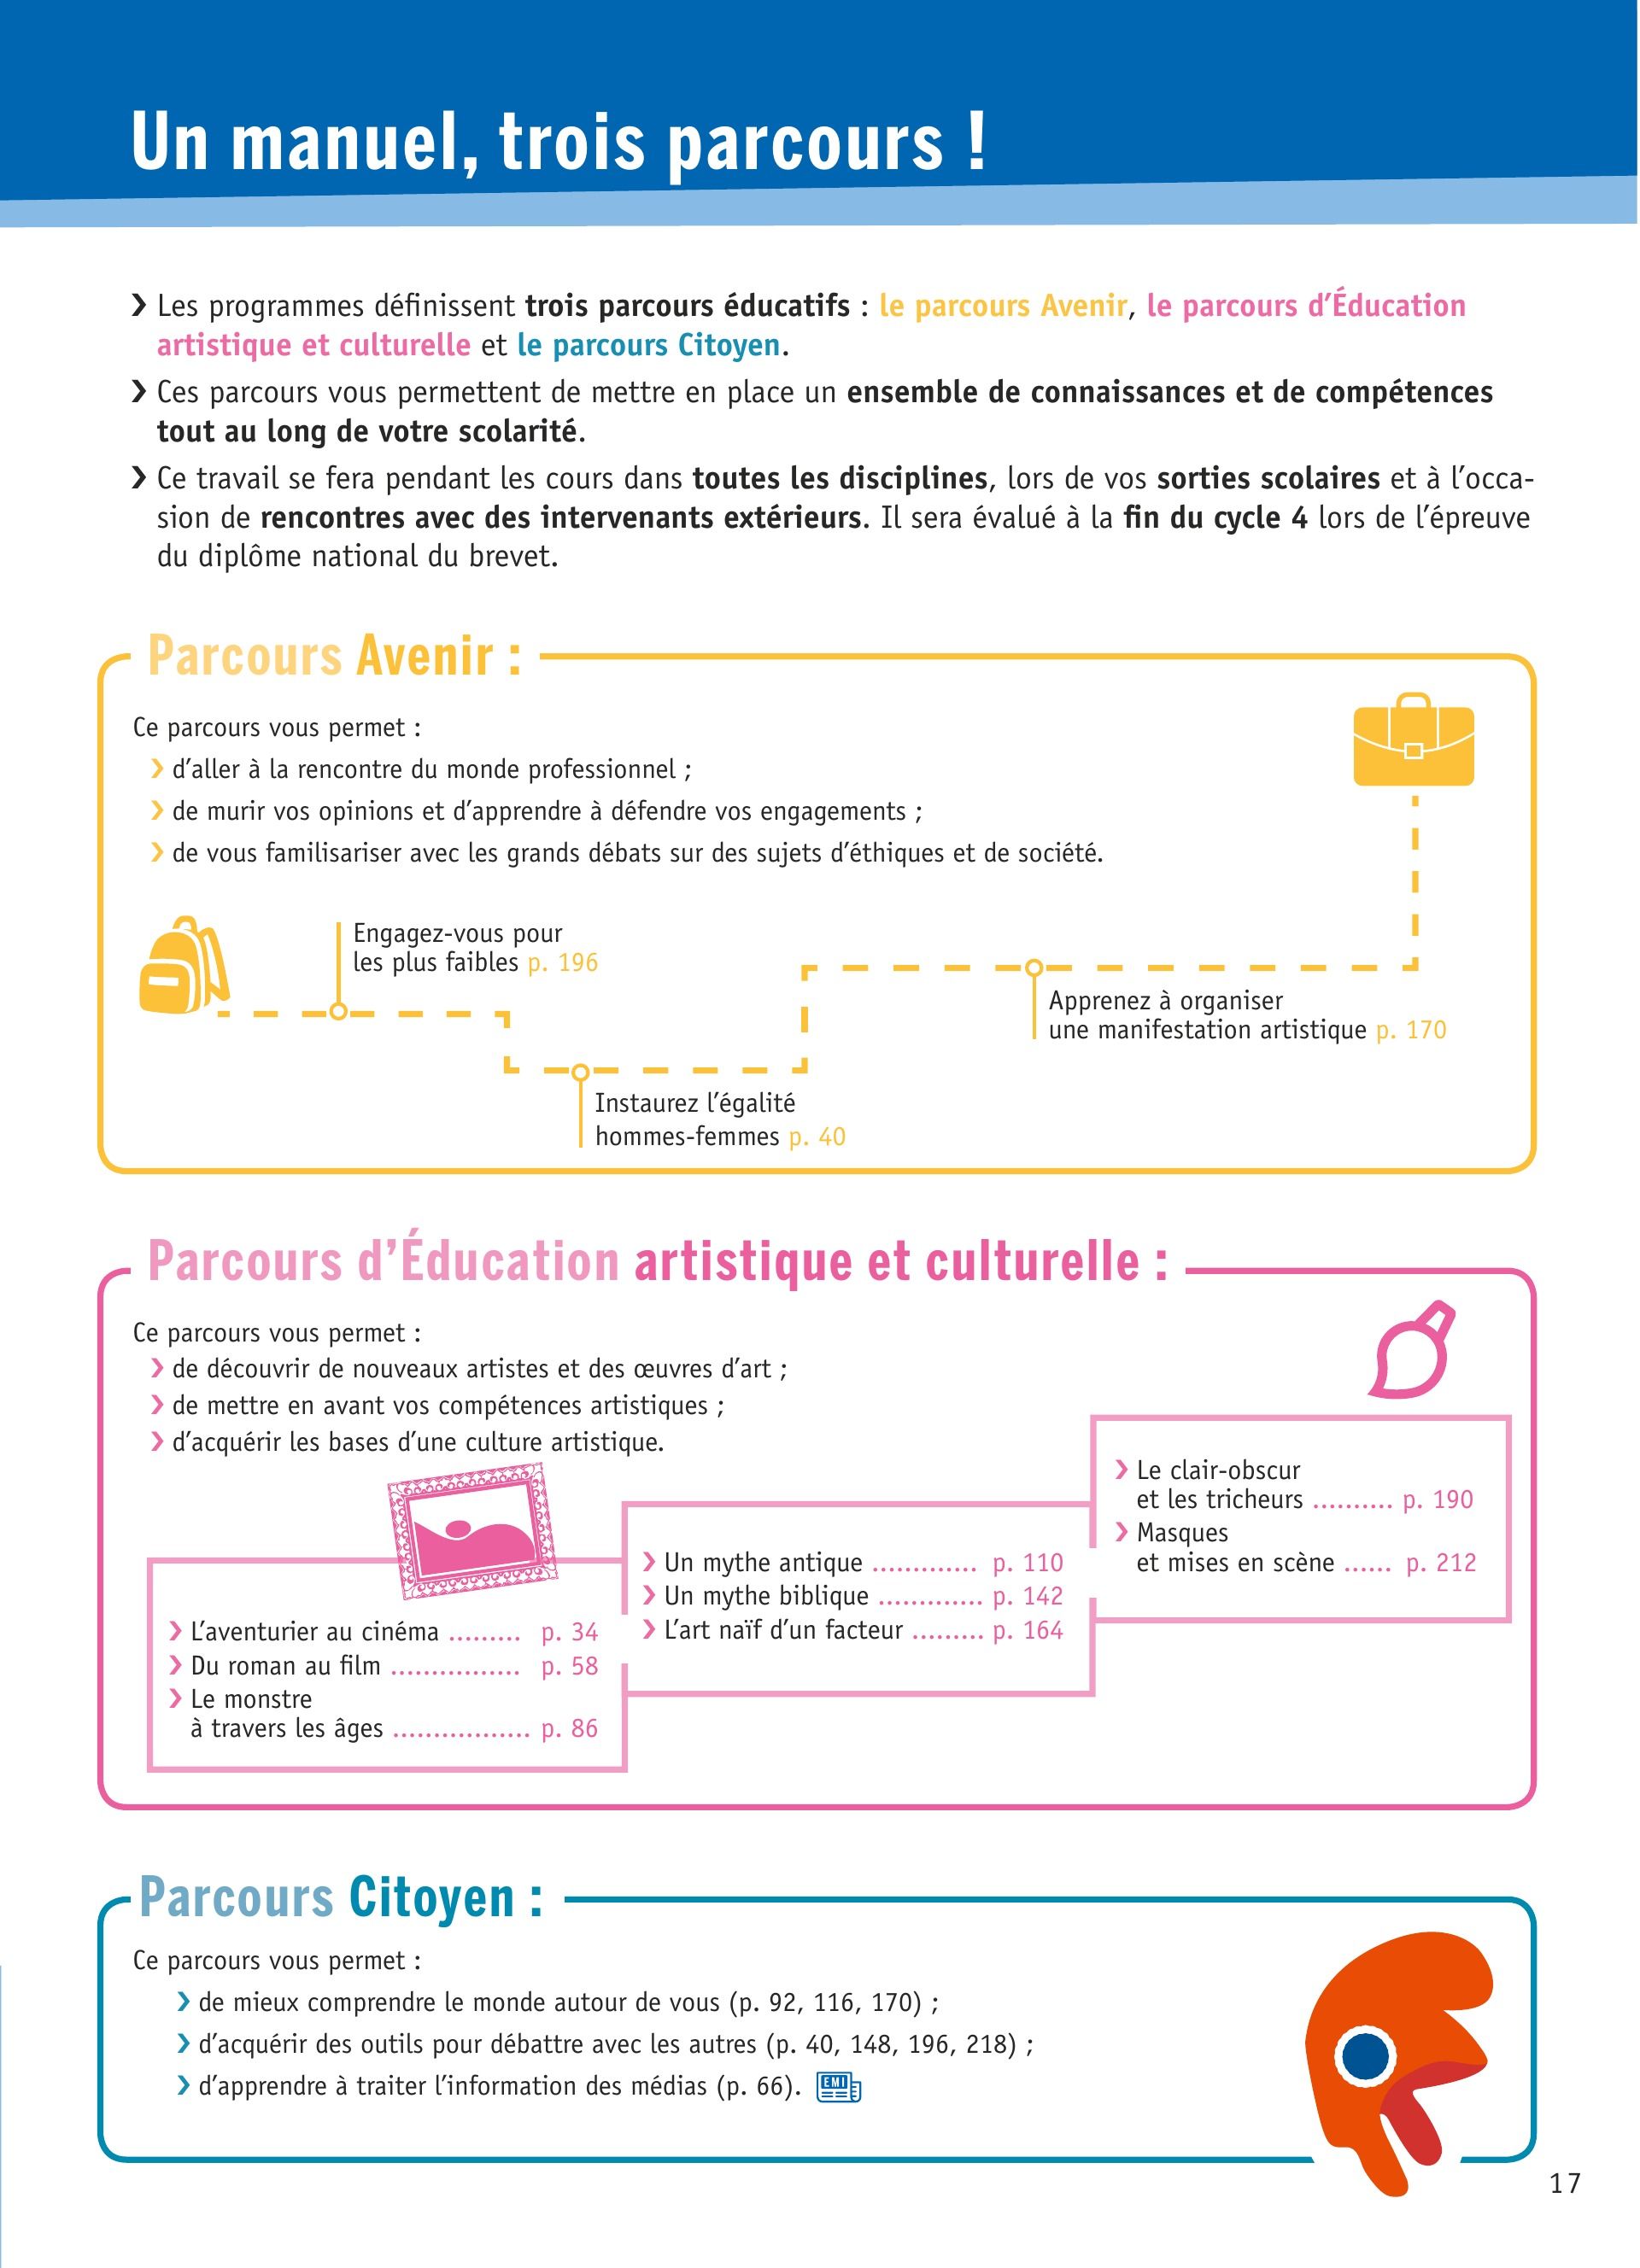 Un manuel, trois parcours !
❯ Les programmes définissent trois parcours éducatifs : le parcours Avenir, le parcours d’Éducation
artistique et culturelle et le parcours Citoyen.
❯ Ces parcours vous permettent de mettre en place un ensemble de connaissances et de compétences
tout au long de votre scolarité.
❯ Ce travail se fera pendant les cours dans toutes les disciplines, lors de vos sorties scolaires et à l’occa-
sion de rencontres avec des intervenants extérieurs. Il sera évalué à la fin du cycle 4 lors de l’épreuve
du diplôme national du brevet.
Parcours Avenir :
Ce parcours vous permet :
❯ d’aller à la rencontre du monde professionnel ;
❯ de murir vos opinions et d’apprendre à défendre vos engagements ;
❯ de vous familisariser avec les grands débats sur des sujets d’éthiques et de société.
Engagez-vous pour
les plus faibles p. 196
Instaurez l’égalité
hommes-femmes p. 40
Apprenez à organiser
une manifestation artistique p. 170
Parcours d’Éducation artistique et culturelle :
Ce parcours vous permet :
❯ de découvrir de nouveaux artistes et des œuvres d’art ;
❯ de mettre en avant vos compétences artistiques ;
❯ d’acquérir les bases d’une culture artistique.
❯ L’aventurier au cinéma ......... p. 34
❯ Du roman au film ................ p. 58
❯ Le monstre
à travers les âges ................. p. 86
❯ Un mythe antique ............. p. 110
❯ Un mythe biblique ............. p. 142
❯ L’art naïf d’un facteur ......... p. 164
❯ Le clair-obscur
et les tricheurs .......... p. 190
❯ Masques
et mises en scène ...... p. 212
Parcours Citoyen :
Ce parcours vous permet :
❯ de mieux comprendre le monde autour de vous (p. 92, 116, 170) ;
❯ d’acquérir des outils pour débattre avec les autres (p. 40, 148, 196, 218) ;
❯ d’apprendre à traiter l’information des médias (p. 66). EMI
17